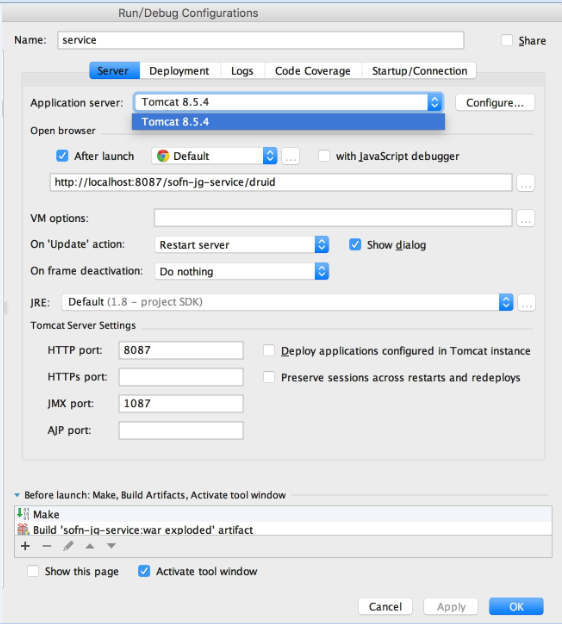 Run/Debug Configurations
Name: service Share
Server Deployment Logs Code Coverage Startup/Connection
Application server: Tomcat 8.5.4 Configure...
Tomcat 8.5.4
Open browser
After launch Default ... with JavaScript debugger
http://localhost:8087/sofn-jg-service/druid ...
VM options: ...
On 'Update' action: Restart server Show dialog
On frame deactivation: Do nothing
JRE: Default (1.8 – project SDK) ...
Tomcat Server Settings
HTTP port: 8087 Deploy applications configured in Tomcat instance
HTTPs port: Preserve sessions across restarts and redeploys
JMX port: 1087
AJP port:
Before launch: Make, Build Artifacts, Activate tool window
Make
Build 'sofn-jg-service:war exploded' artifact
Show this page Activate tool window
Cancel Apply OK